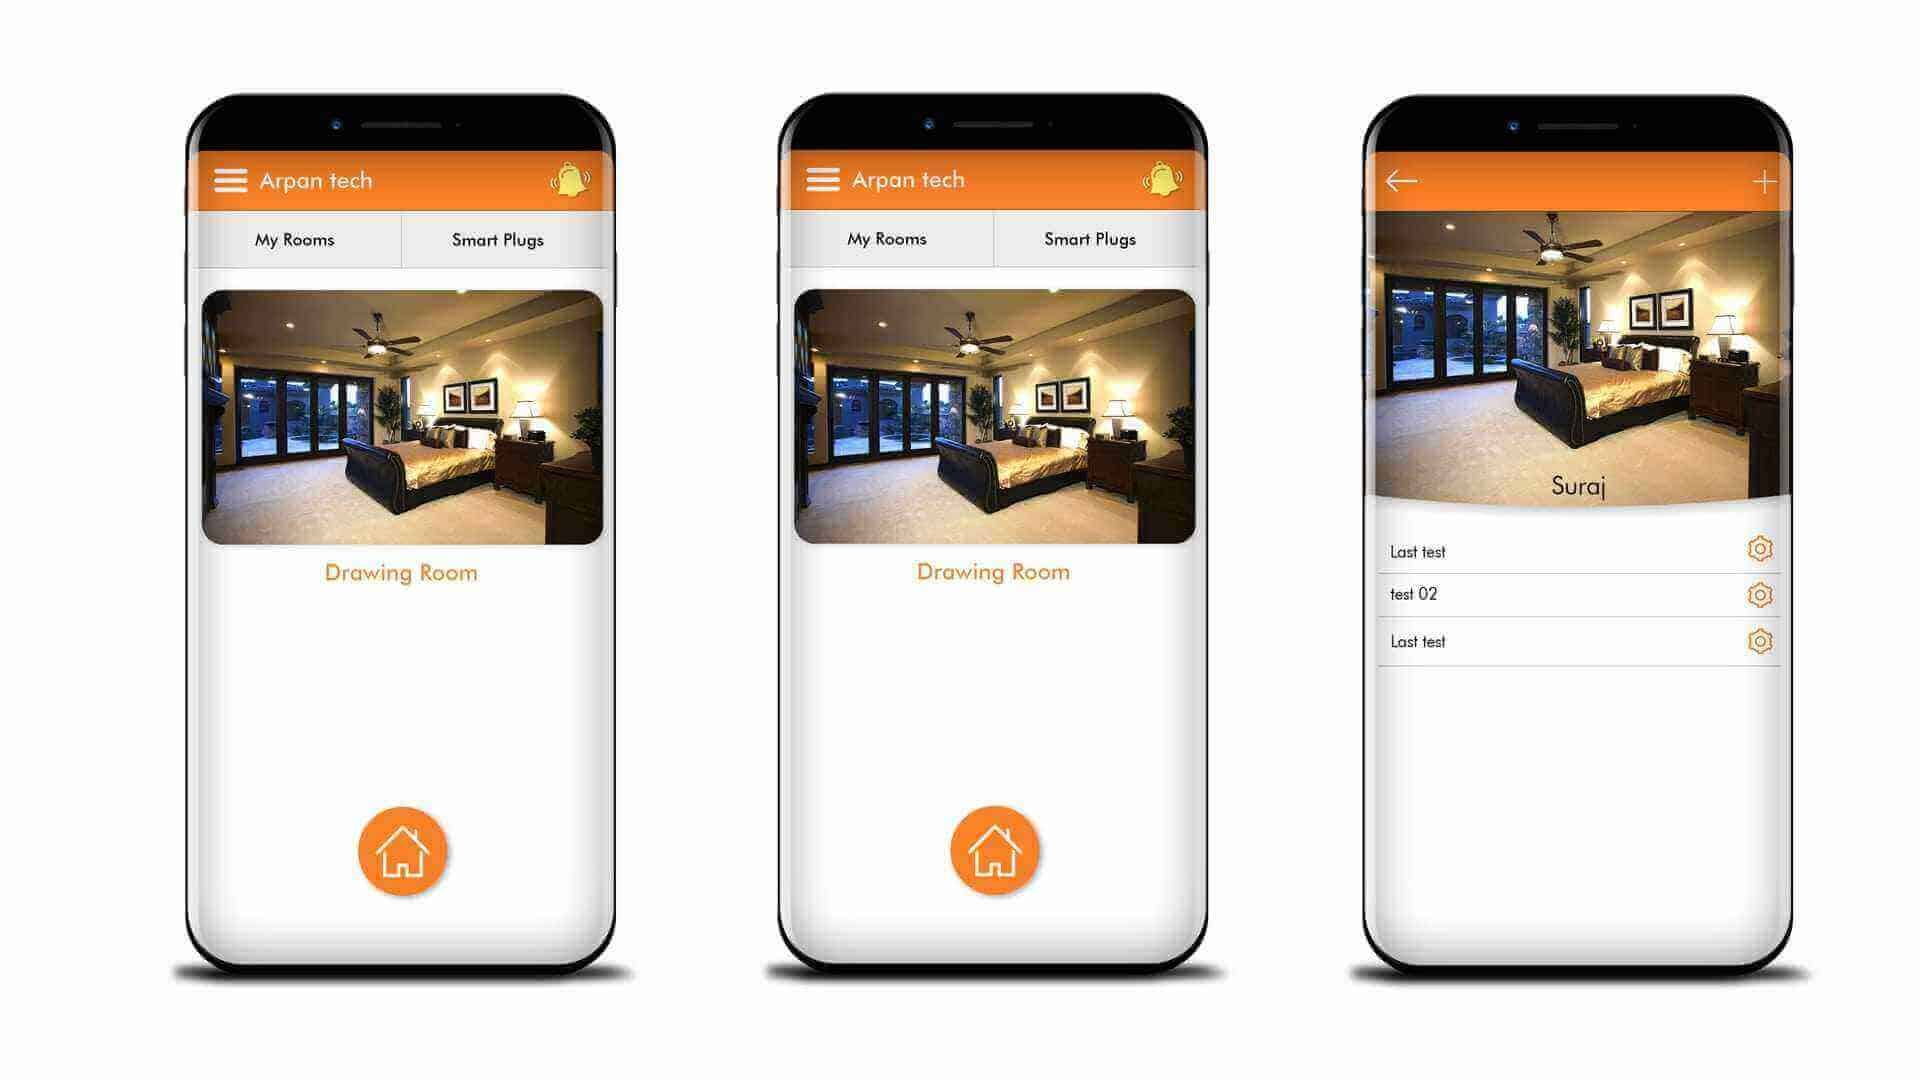 Arpan tech
My Rooms
Smart Plugs
Drawing Room
Arpan tech
My Rooms
Smart Plugs
Drawing Room
Suraj
Last test
test 02
Last test